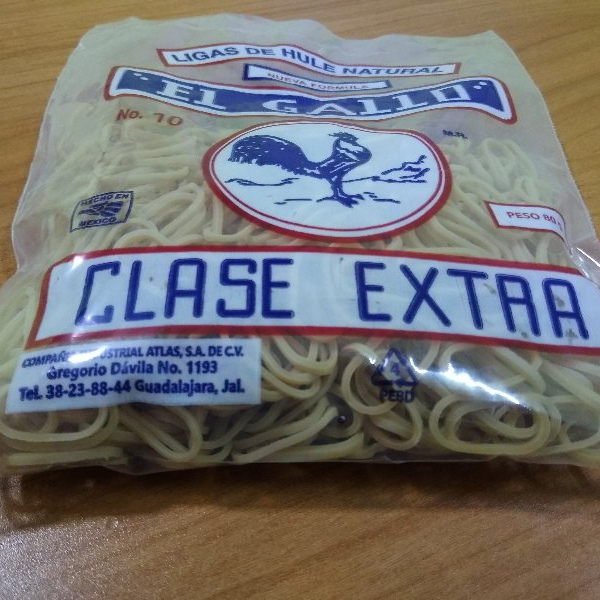 LIGAS DE HULE NATURAL
NUEVA FORMULA
"EL GALLO"
No. 10
M.R.
HECHO EN
MEXICO
PESO 80
CLASE EXTRA
COMPAÑIA INDUSTRIAL ATLAS, S.A. DE C.V.
Gregorio Dávila No. 1193
Tel. 38-23-88-44 Guadalajara, Jal.
4
PEBD